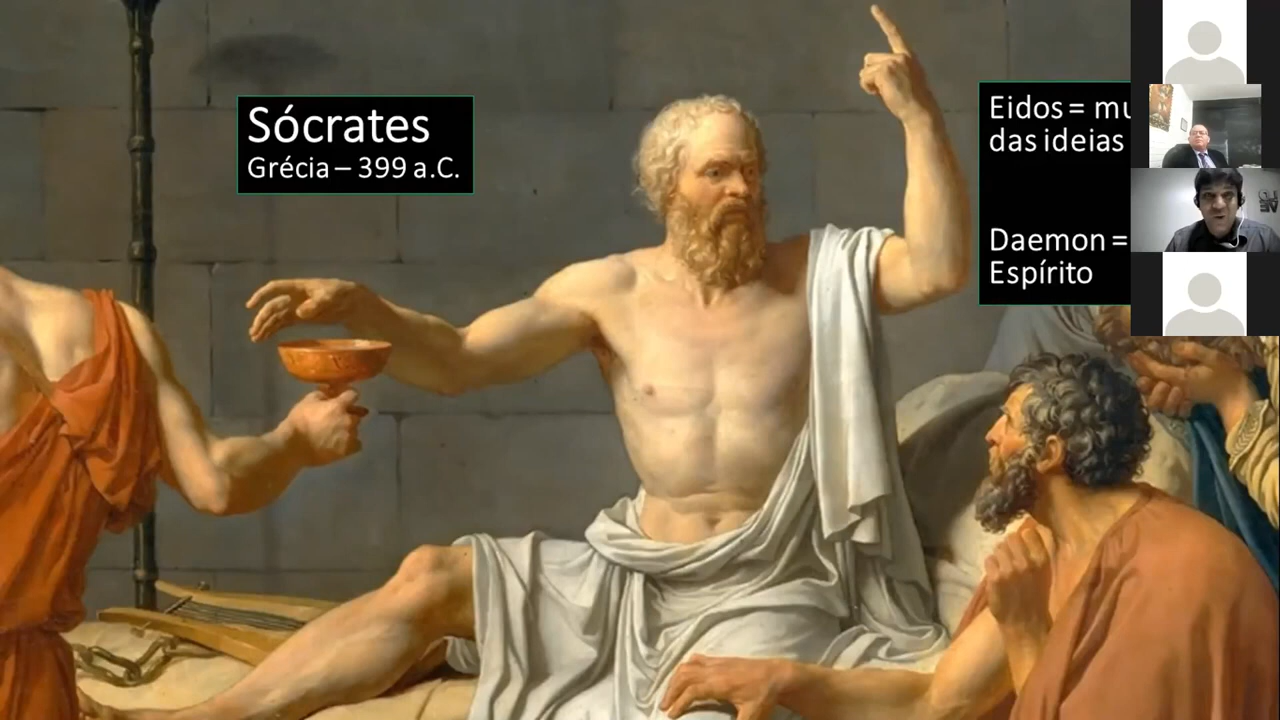 Sócrates
Grécia – 399 a.C.
Eidos = mu
das ideias
Daemon =
Espírito